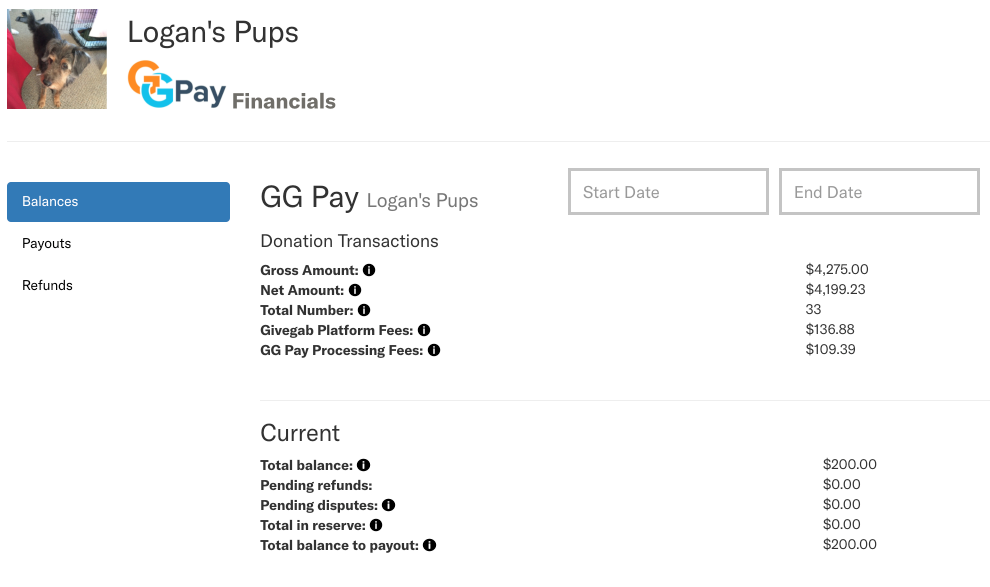 Logan's Pups
GGPay Financials
Balances
Payouts
Refunds
GG Pay Logan's Pups
Start Date
End Date
Donation Transactions
Gross Amount: $4,275.00
Net Amount: $4,199.23
Total Number: 33
Givegab Platform Fees: $136.88
GG Pay Processing Fees: $109.39
Current
Total balance: $200.00
Pending refunds: $0.00
Pending disputes: $0.00
Total in reserve: $0.00
Total balance to payout: $200.00